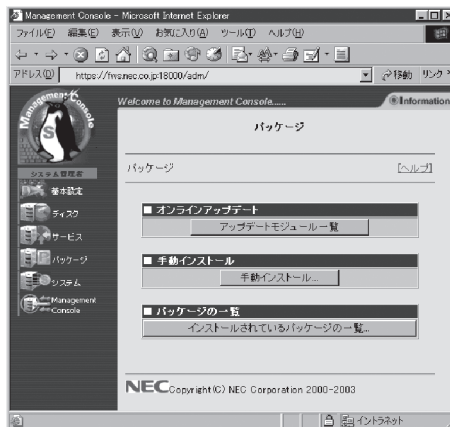 Management Console - Microsoft Internet Explorer
ファイル(F) 編集(E) 表示(V) お気に入り(A) ツール(T) ヘルプ(H)
アドレス(D) https://fws.nec.co.jp:18000/adm/ 移動 リンク »
Management Console
S
Welcome to Management Console......
Information
パッケージ
システム管理者
基本設定
ディスク
サービス
パッケージ
システム
Management Console
パッケージ [ヘルプ]
■ オンラインアップデート
アップデートモジュール一覧
■ 手動インストール
手動インストール...
■ パッケージの一覧
インストールされているパッケージの一覧...
NEC Copyright(C) NEC Corporation 2000-2003
イントラネット